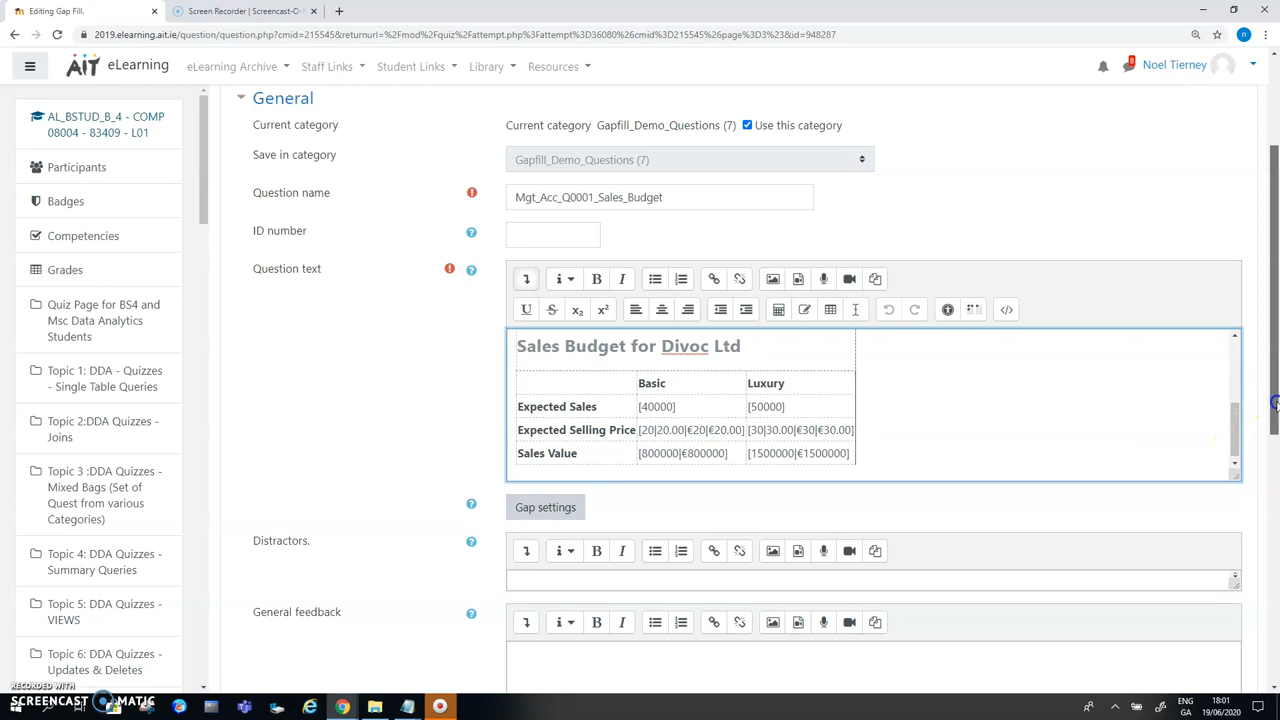 Editing Gap Fill.
Screen Recorder | Screencast-O-
2019.elearning.ait.ie/question/question.php?cmid=215545&returnurl=%2Fmod%2Fquiz%2Fattempt.php%3Fattempt%3D36080%26cmid%3D215545%26page%3D3%23&id=948287
AIT eLearning
eLearning Archive
Staff Links
Student Links
Library
Resources
8
Noel Tierney
AL_BSTUD_B_4 - COMP
08004 - 83409 - L01
Participants
Badges
Competencies
Grades
Quiz Page for BS4 and
Msc Data Analytics
Students
Topic 1: DDA - Quizzes -
Single Table Queries
Topic 2:DDA Quizzes -
Joins
Topic 3 :DDA Quizzes -
Mixed Bags (Set of
Quest from various
Categories)
Topic 4: DDA Quizzes -
Summary Queries
Topic 5: DDA Quizzes -
VIEWS
Topic 6: DDA Quizzes -
Updates & Deletes
General
Current category
Current category Gapfill_Demo_Questions (7) Use this category
Save in category
Gapfill_Demo_Questions (7)
Question name
Mgt_Acc_Q0001_Sales_Budget
ID number
Question text
Sales Budget for Divoc Ltd
Basic Luxury
Expected Sales [40000] [50000]
Expected Selling Price [20|20.00|€20|€20.00] [30|30.00|€30|€30.00]
Sales Value [800000|€800000] [1500000|€1500000]
Gap settings
Distractors.
General feedback
RECORDED WITH
SCREENCAST MATIC
ENG
GA
18:01
19/06/2020